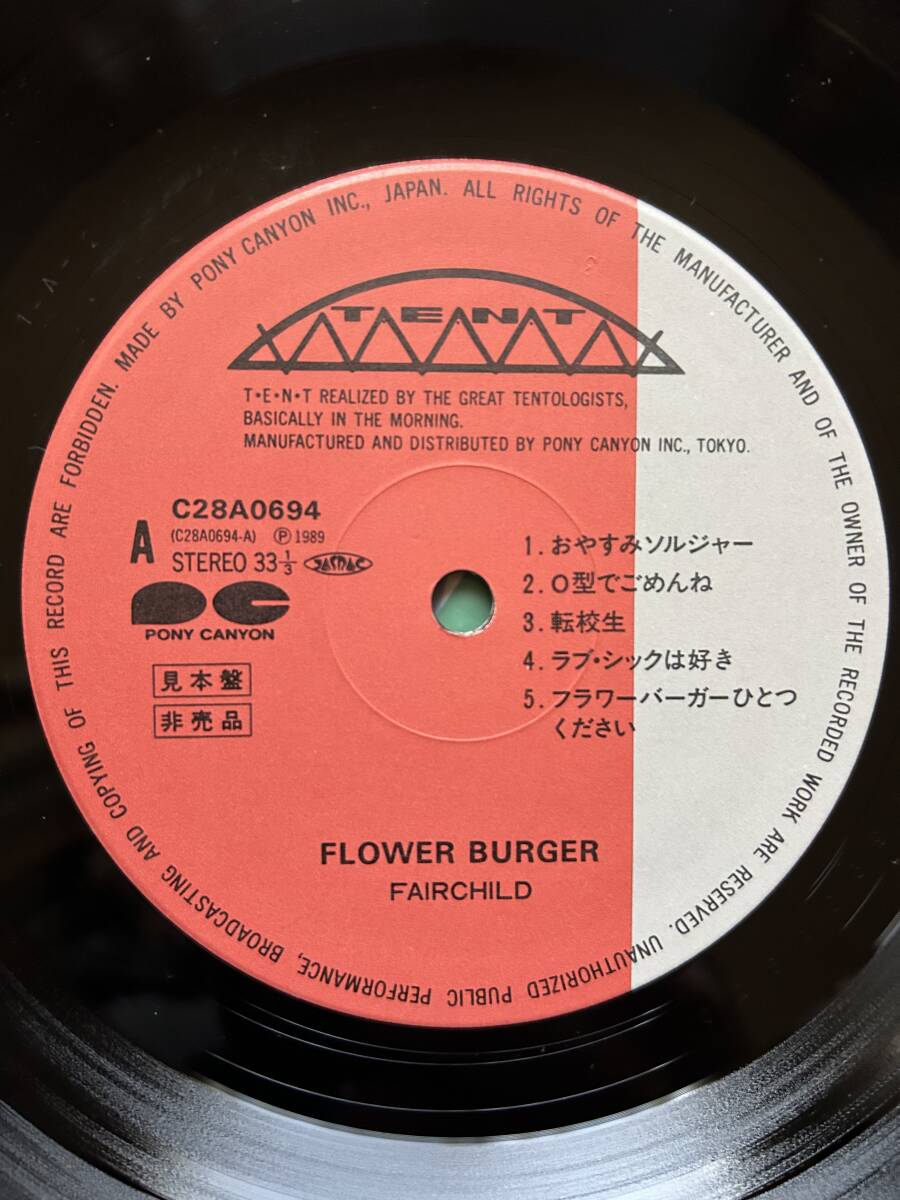 MADE BY PONY CANYON INC., JAPAN. ALL RIGHTS OF THE MANUFACTURER AND OF THE OWNER OF THE RECORDED WORK ARE RESERVED. UNAUTHORIZED PUBLIC PERFORMANCE, BROADCASTING AND COPYING OF THIS RECORD ARE FORBIDDEN.
TENT
T•E•N•T REALIZED BY THE GREAT TENTOLOGISTS,
BASICALLY IN THE MORNING.
MANUFACTURED AND DISTRIBUTED BY PONY CANYON INC., TOKYO.
C28A0694
A
(C28A0694-A) Ⓟ 1989
STEREO 33⅓ JASRAC
PC
PONY CANYON
見本盤
非売品
1. おやすみソルジャー
2. O型でごめんね
3. 転校生
4. ラブ・シックは好き
5. フラワーバーガーひとつ
ください
FLOWER BURGER
FAIRCHILD